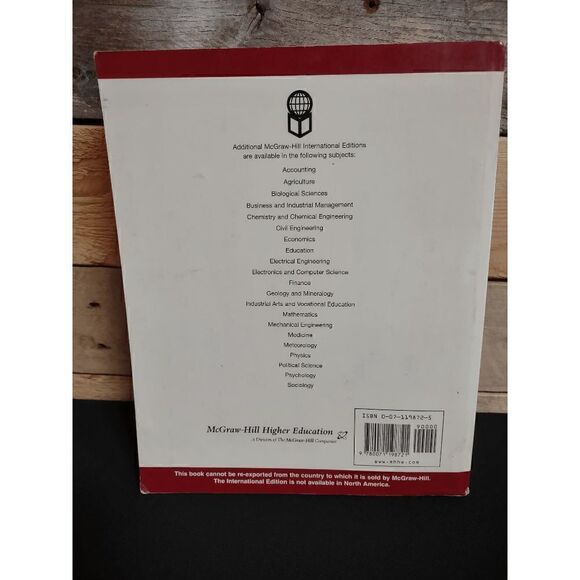 Additional McGraw-Hill International Editions
are available in the following subjects:
Accounting
Agriculture
Biological Sciences
Business and Industrial Management
Chemistry and Chemical Engineering
Civil Engineering
Economics
Education
Electrical Engineering
Electronics and Computer Science
Finance
Geology and Mineralogy
Industrial Arts and Vocational Education
Mathematics
Mechanical Engineering
Medicine
Meteorology
Physics
Political Science
Psychology
Sociology
McGraw-Hill Higher Education
A Division of The McGraw-Hill Companies
ISBN 0-07-119872-5
90000
9 780071 198721
www.mhhe.com
This book cannot be re-exported from the country to which it is sold by McGraw-Hill.
The International Edition is not available in North America.